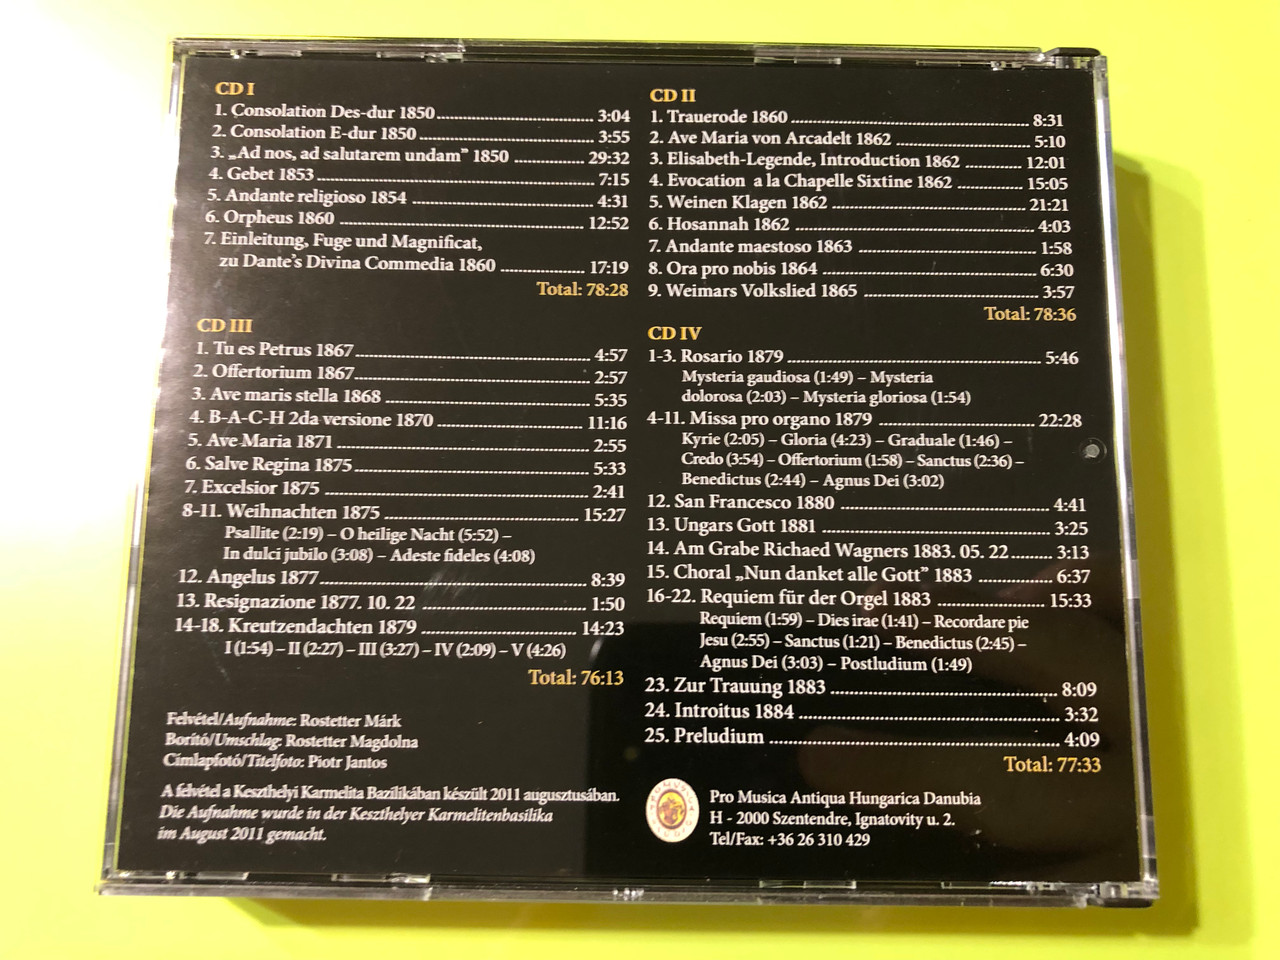 CD I
1. Consolation Des-dur 1850 3:04
2. Consolation E-dur 1850 3:55
3. „Ad nos, ad salutarem undam” 1850 29:32
4. Gebet 1853 7:15
5. Andante religioso 1854 4:31
6. Orpheus 1860 12:52
7. Einleitung, Fuge und Magnificat,
zu Dante's Divina Commedia 1860 17:19
Total: 78:28
CD II
1. Trauerode 1860 8:31
2. Ave Maria von Arcadelt 1862 5:10
3. Elisabeth-Legende, Introduction 1862 12:01
4. Evocation a la Chapelle Sixtine 1862 15:05
5. Weinen Klagen 1862 21:21
6. Hosannah 1862 4:03
7. Andante maestoso 1863 1:58
8. Ora pro nobis 1864 6:30
9. Weimars Volkslied 1865 3:57
Total: 78:36
CD III
1. Tu es Petrus 1867 4:57
2. Offertorium 1867 2:57
3. Ave maris stella 1868 5:35
4. B-A-C-H 2da versione 1870 11:16
5. Ave Maria 1871 2:55
6. Salve Regina 1875 5:33
7. Excelsior 1875 2:41
8-11. Weihnachten 1875 15:27
Psallite (2:19) – O heilige Nacht (5:52) –
In dulci jubilo (3:08) – Adeste fideles (4:08)
12. Angelus 1877 8:39
13. Resignazione 1877. 10. 22 1:50
14-18. Kreutzendachten 1879 14:23
I (1:54) – II (2:27) – III (3:27) – IV (2:09) – V (4:26)
Total: 76:13
CD IV
1-3. Rosario 1879 5:46
Mysteria gaudiosa (1:49) – Mysteria
dolorosa (2:03) – Mysteria gloriosa (1:54)
4-11. Missa pro organo 1879 22:28
Kyrie (2:05) – Gloria (4:23) – Graduale (1:46) –
Credo (3:54) – Offertorium (1:58) – Sanctus (2:36) –
Benedictus (2:44) – Agnus Dei (3:02)
12. San Francesco 1880 4:41
13. Ungars Gott 1881 3:25
14. Am Grabe Richaed Wagners 1883. 05. 22 3:13
15. Choral „Nun danket alle Gott” 1883 6:37
16-22. Requiem für der Orgel 1883 15:33
Requiem (1:59) – Dies irae (1:41) – Recordare pie
Jesu (2:55) – Sanctus (1:21) – Benedictus (2:45) –
Agnus Dei (3:03) – Postludium (1:49)
23. Zur Trauung 1883 8:09
24. Introitus 1884 3:32
25. Preludium 4:09
Total: 77:33
Felvétel/Aufnahme: Rostetter Márk
Borító/Umschlag: Rostetter Magdolna
Címlapfotó/Titelfoto: Piotr Jantos
A felvétel a Keszthelyi Karmelita Bazilikában készült 2011 augusztusában.
Die Aufnahme wurde in der Keszthelyer Karmelitenbasilika
im August 2011 gemacht.
Pro Musica Antiqua Hungarica Danubia
H - 2000 Szentendre, Ignatovity u. 2.
Tel/Fax: +36 26 310 429